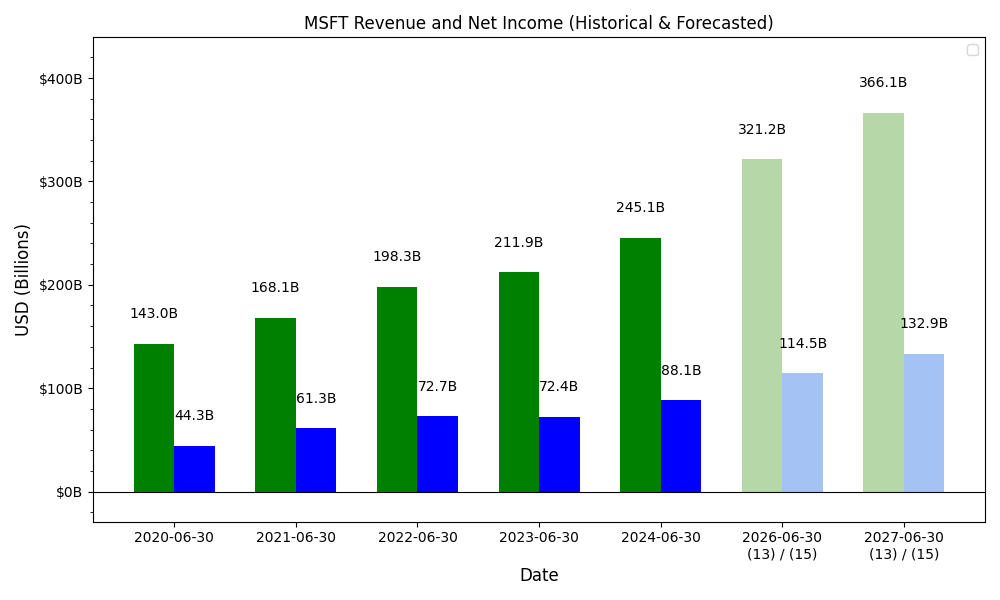 MSFT Revenue and Net Income (Historical & Forecasted)
USD (Billions)
$400B
$300B
$200B
$100B
$0B
143.0B
44.3B
168.1B
61.3B
198.3B
72.7B
211.9B
72.4B
245.1B
88.1B
321.2B
114.5B
366.1B
132.9B
2020-06-30
2021-06-30
2022-06-30
2023-06-30
2024-06-30
2026-06-30
(13) / (15)
2027-06-30
(13) / (15)
Date